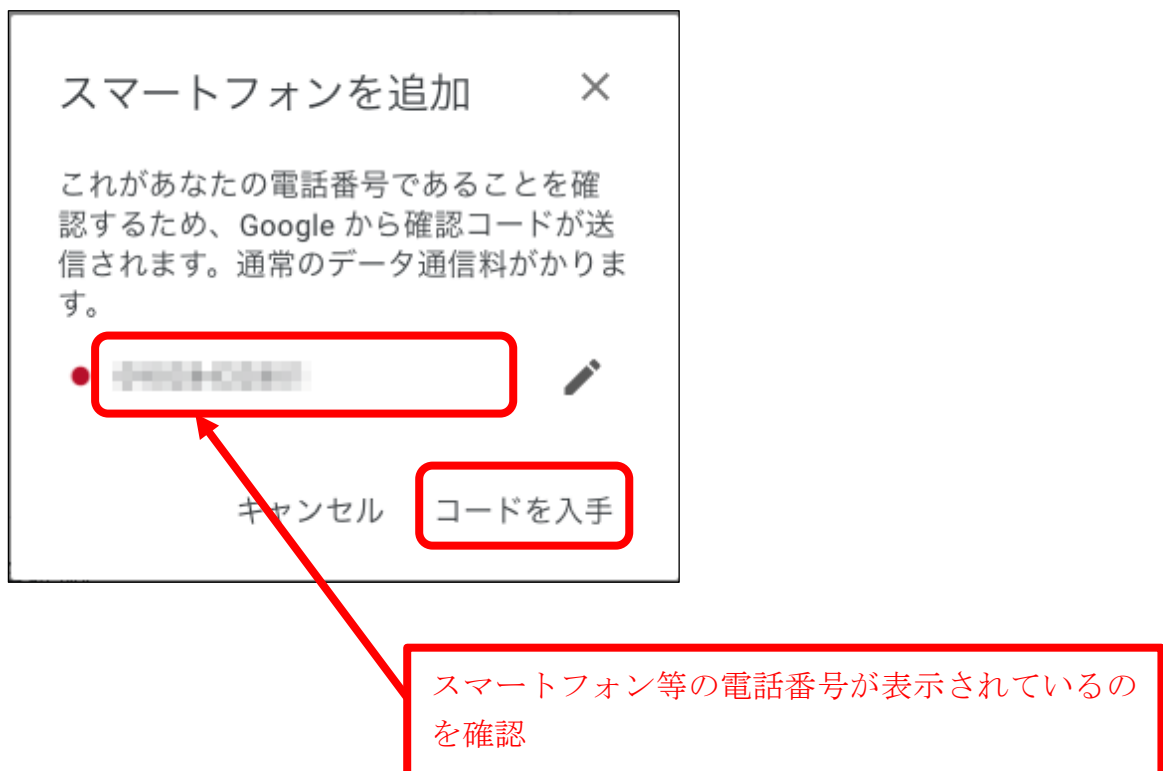 スマートフォンを追加 ×
これがあなたの電話番号であることを確
認するため、Google から確認コードが送
信されます。通常のデータ通信料がかりま
す。
キャンセル コードを入手
スマートフォン等の電話番号が表示されているの
を確認